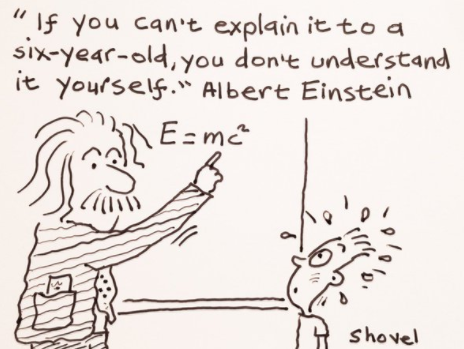 "If you can't explain it to a
six-year-old, you don't understand
it yourself." Albert Einstein
E=mc²
shovel